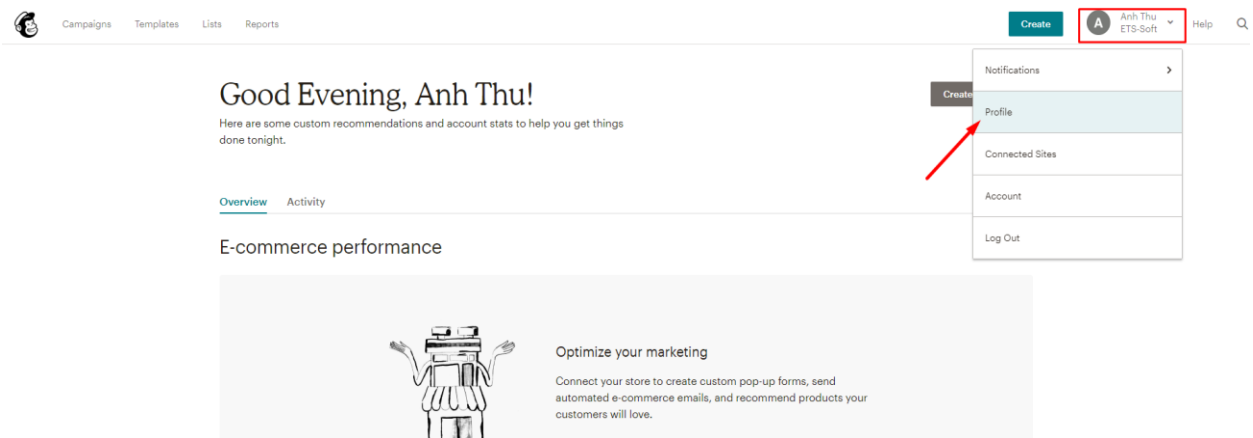 Campaigns Templates Lists Reports Create A Anh Thu Help
ETS-Soft
Notifications
Good Evening, Anh Thu!
Create
Here are some custom recommendations and account stats to help you get things
done tonight.
Profile
Connected Sites
Account
Log Out
Overview Activity
E-commerce performance
Optimize your marketing
Connect your store to create custom pop-up forms, send
automated e-commerce emails, and recommend products your
customers will love.